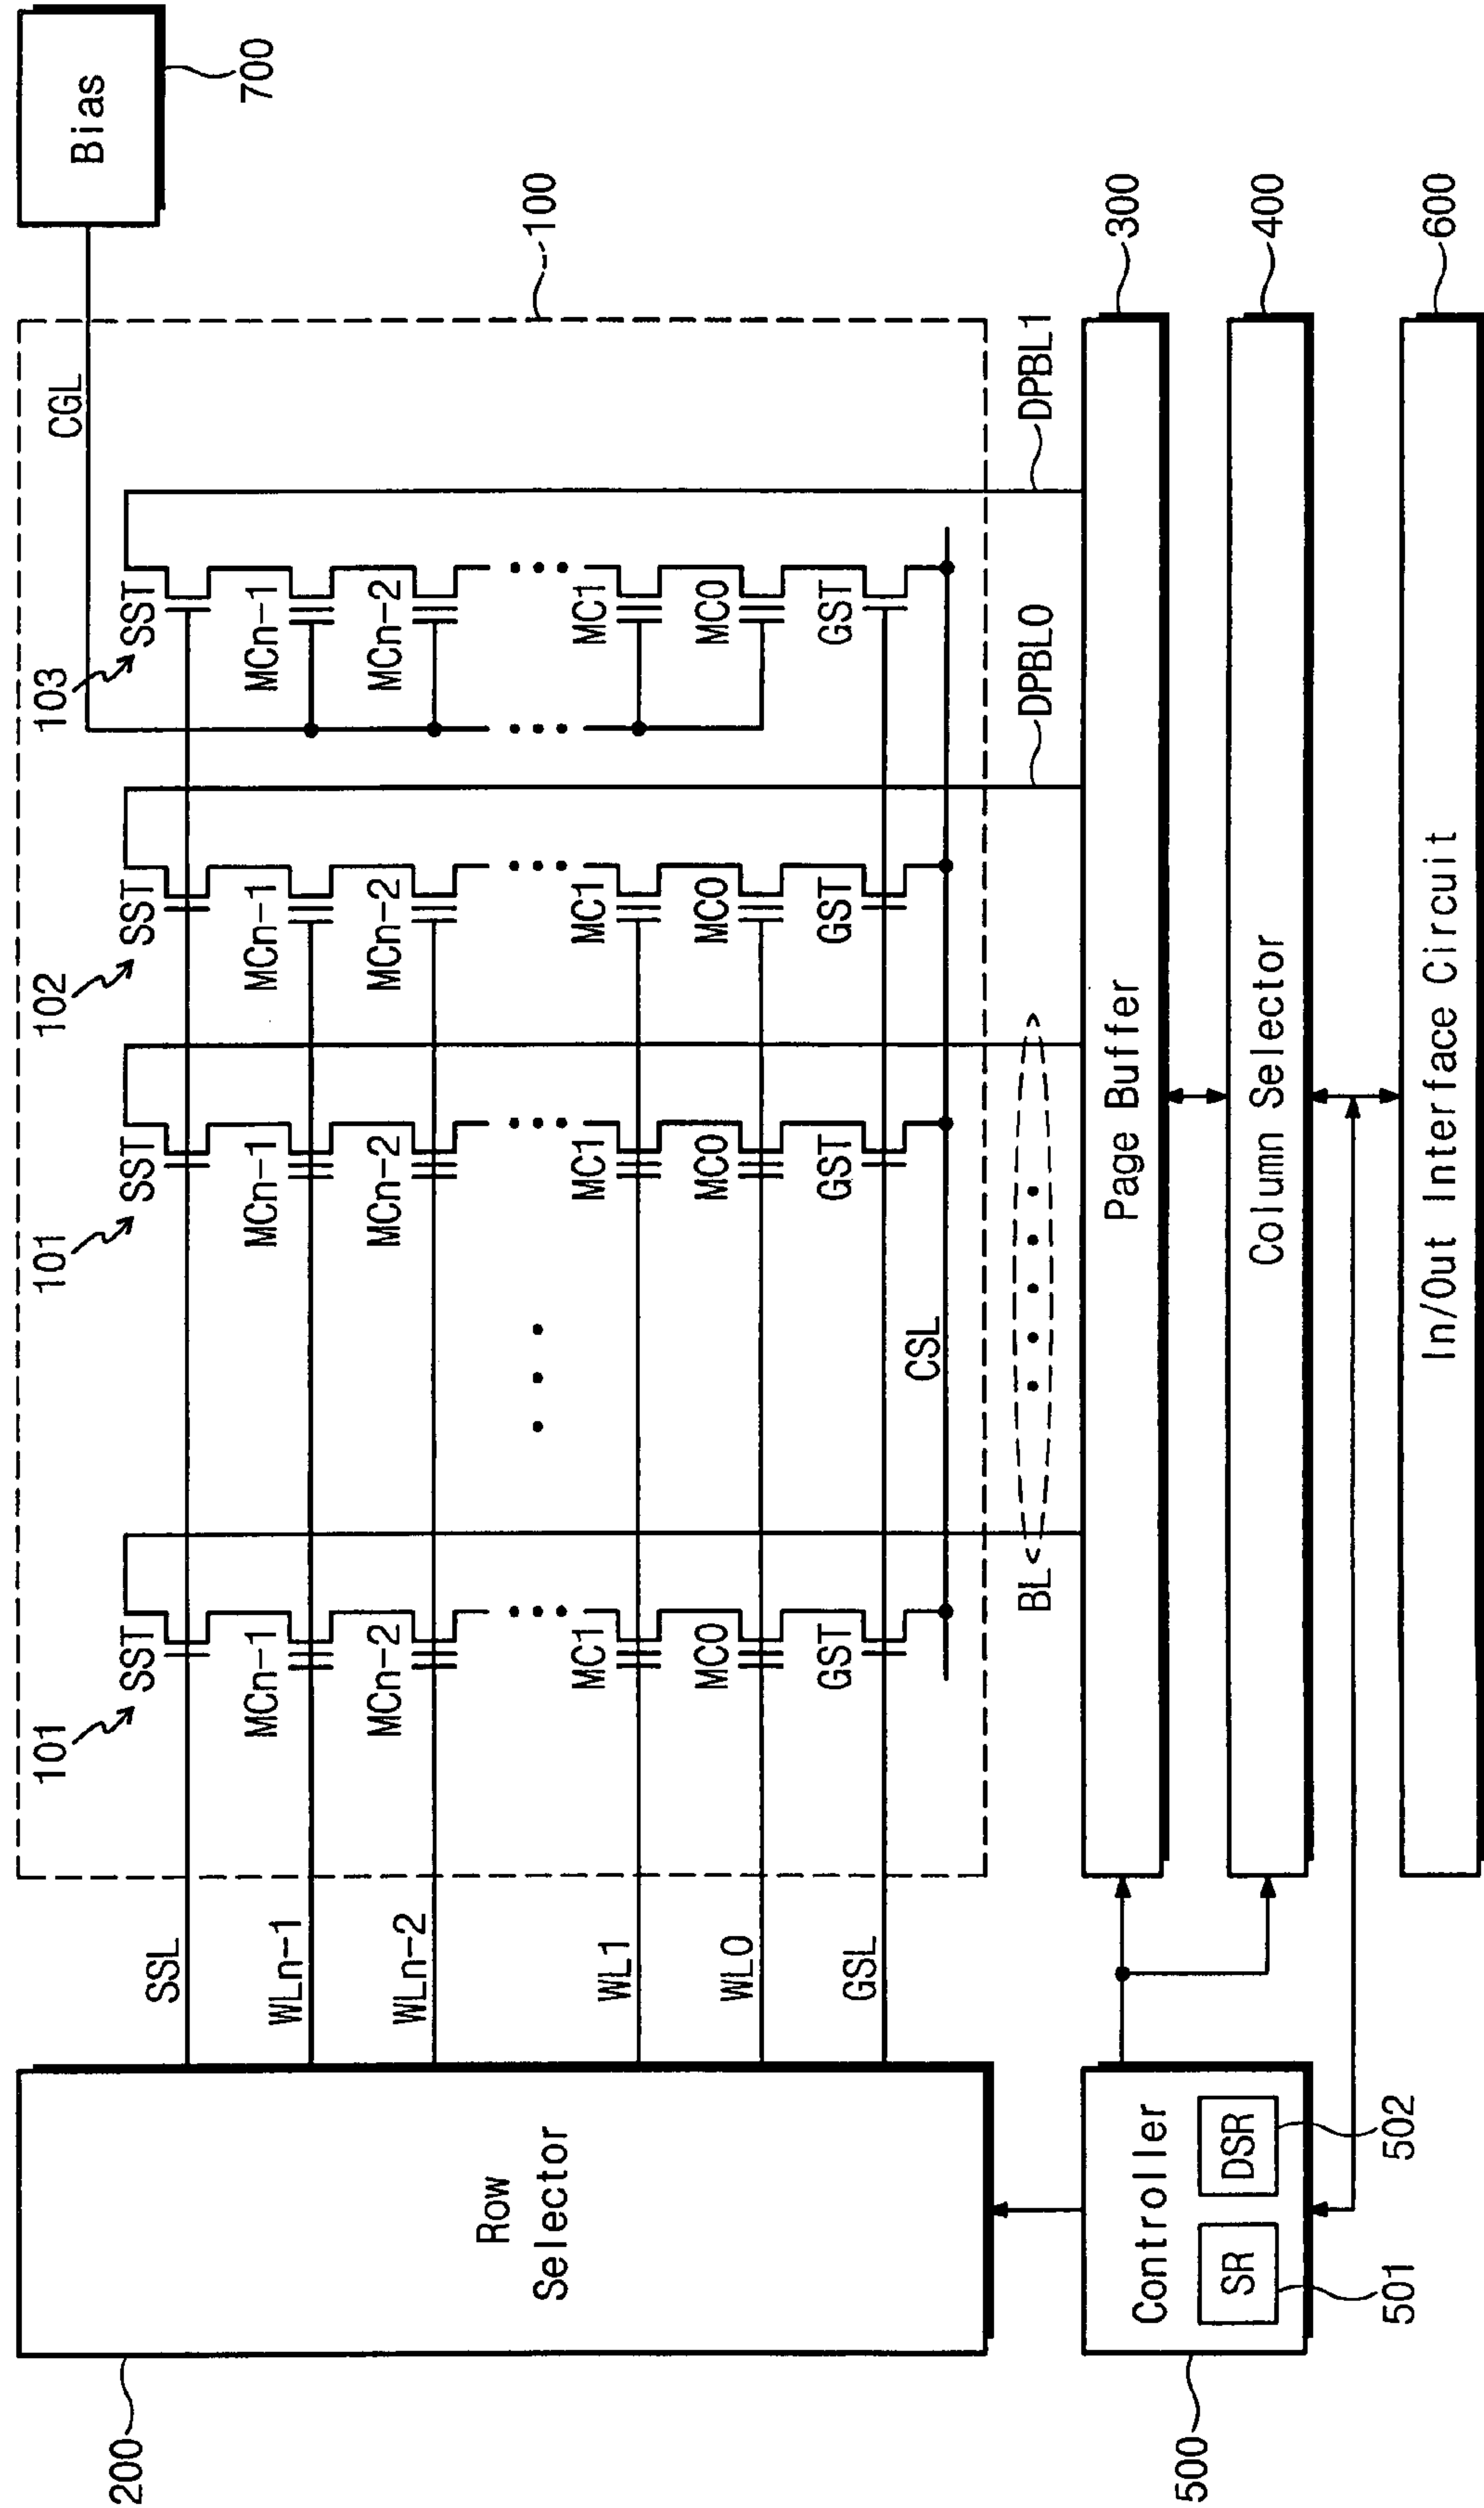 Bias
700
CGL
100
103
SST
MCn-1
MCn-2
MC1
MC0
GST
DPBL1
102
SST
MCn-1
MCn-2
MC1
MC0
GST
DPBL0
101
SST
MCn-1
MCn-2
MC1
MC0
GST
CSL
BL< >
101
SST
MCn-1
MCn-2
MC1
MC0
GST
SSL
WLn-1
WLn-2
WL1
WL0
GSL
Row
Selector
200
Page Buffer
300
Column Selector
400
In/Out Interface Circuit
600
Controller
SR
DSR
501
502
500